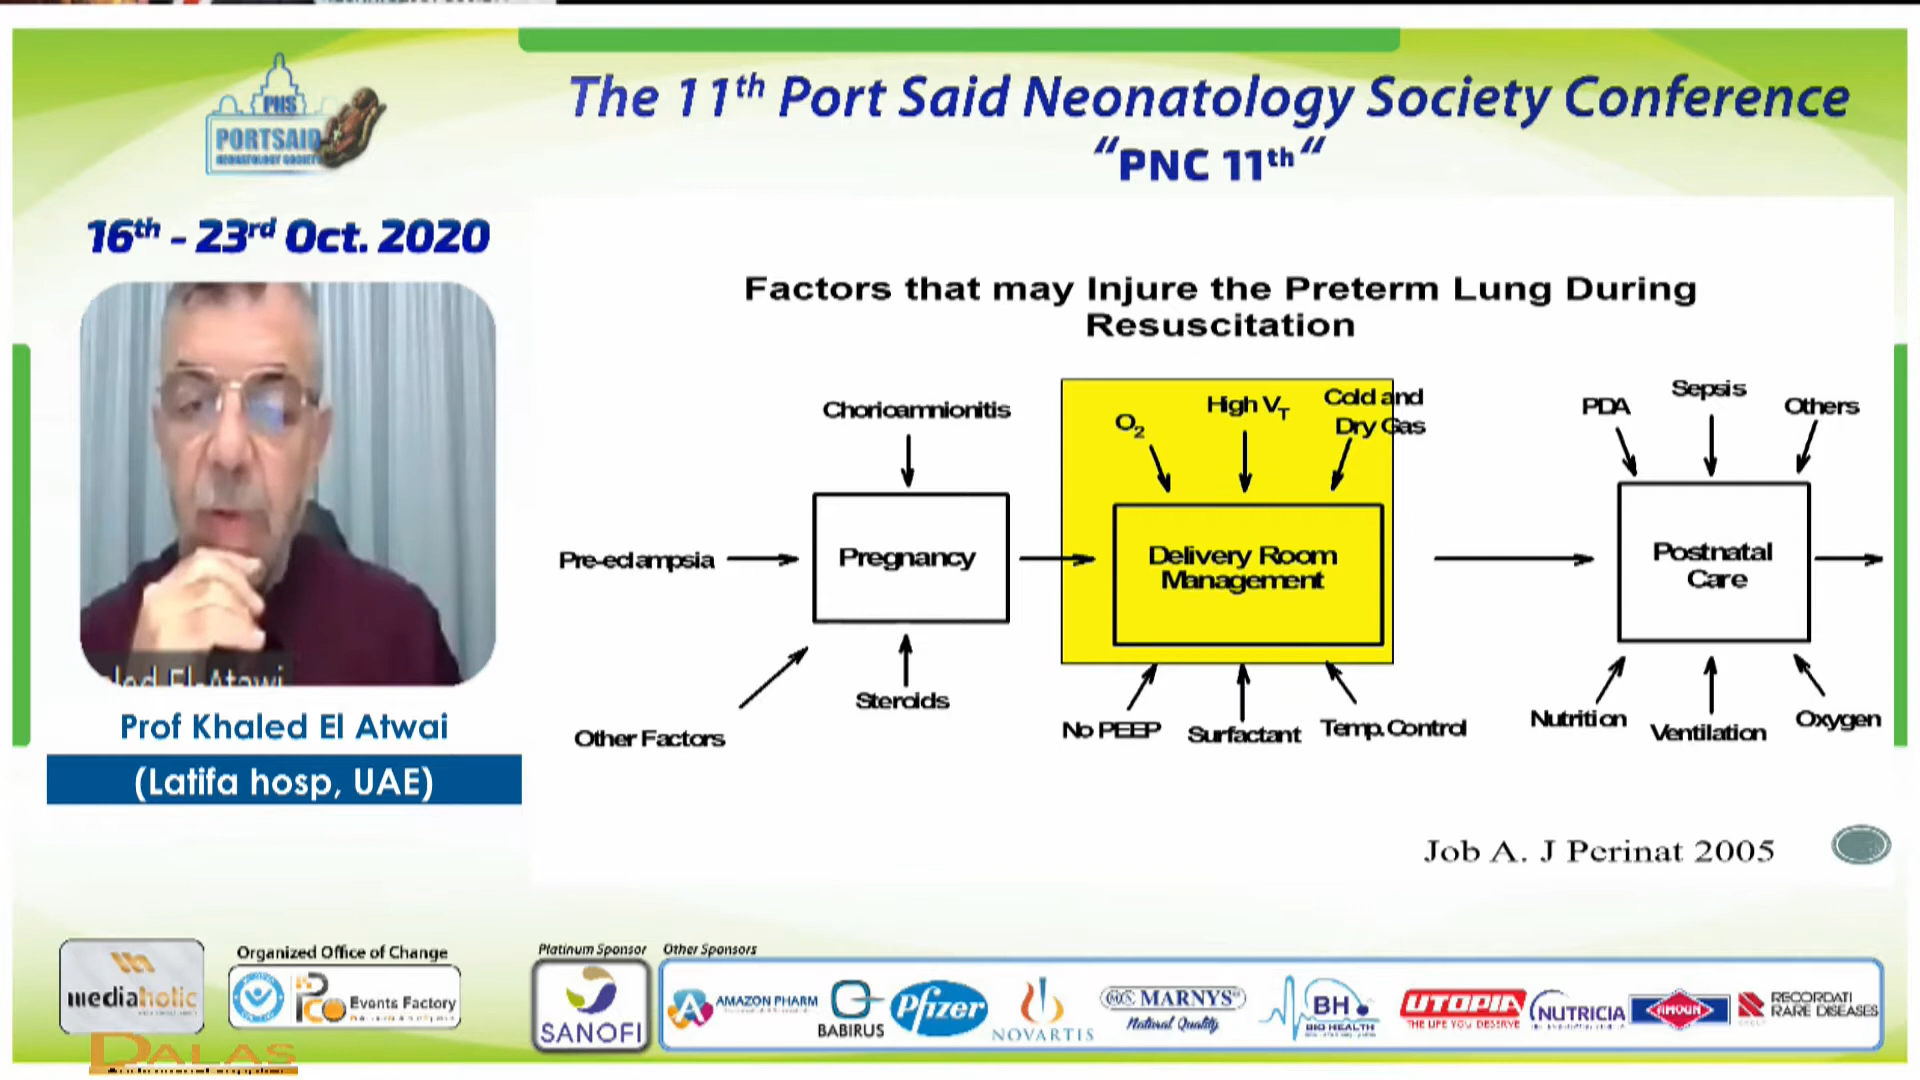 The 11th Port Said Neonatology Society Conference
"PNC 11th"
PNS
PORTSAID
NEONATOLOGY SOCIETY
16th - 23rd Oct. 2020
Factors that may Injure the Preterm Lung During
Resuscitation
Chorioamnionitis
O2
High VT
Cold and
Dry Gas
PDA
Sepsis
Others
Pre-eclampsia
Pregnancy
Delivery Room
Management
Postnatal
Care
Other Factors
Steroids
No PEEP
Surfactant
Temp. Control
Nutrition
Ventilation
Oxygen
Job A. J Perinat 2005
El-Atawi
Prof Khaled El Atwai
(Latifa hosp, UAE)
mediaholic
Organized Office of Change
Events Factory
Platinum Sponsor
SANOFI
Other Sponsors
AMAZON PHARM
BABIRUS
Pfizer
NOVARTIS
MARNYS
Natural Quality
BH
BIO HEALTH
UTOPIA
THE LIFE YOU DESERVE
NUTRICIA
AMOUN
RECORDATI
RARE DISEASES
DALAS